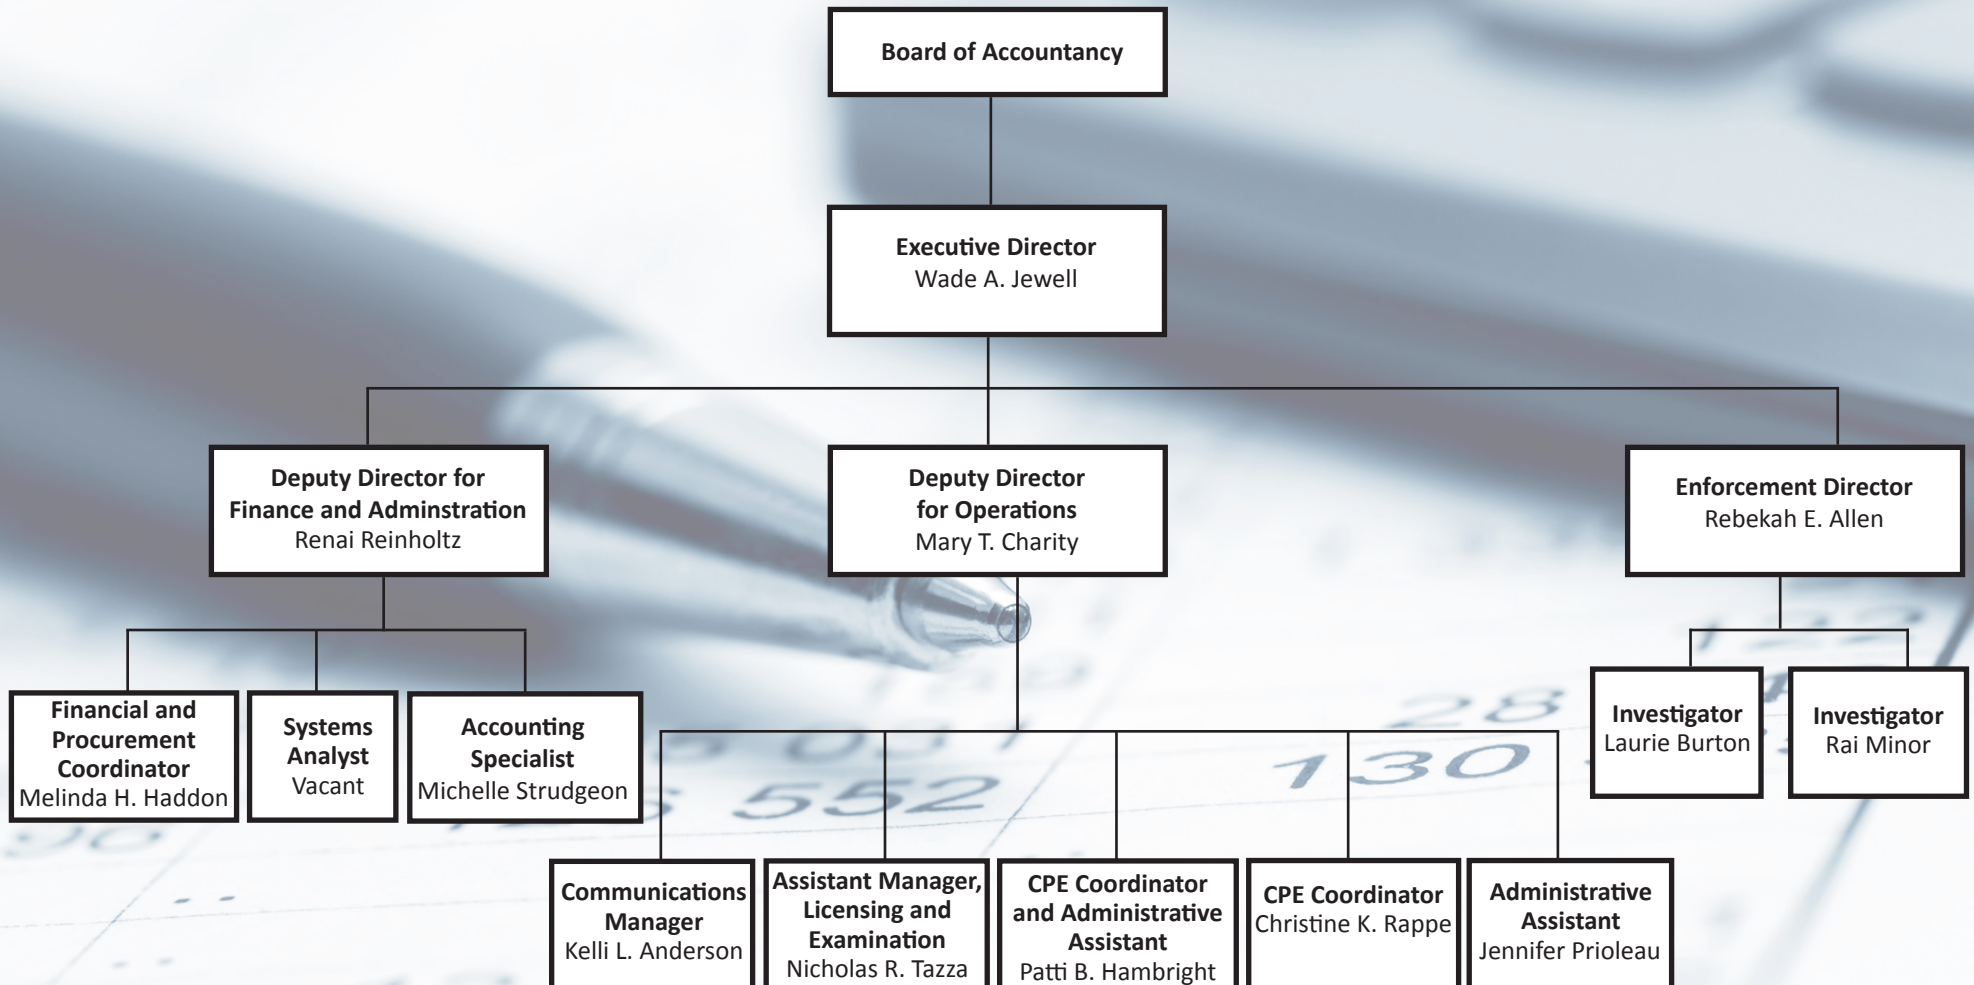 Board of Accountancy
Executive Director
Wade A. Jewell
Deputy Director for
Finance and Adminstration
Renai Reinholtz
Deputy Director
for Operations
Mary T. Charity
Enforcement Director
Rebekah E. Allen
Financial and
Procurement
Coordinator
Melinda H. Haddon
Systems
Analyst
Vacant
Accounting
Specialist
Michelle Strudgeon
Investigator
Laurie Burton
Investigator
Rai Minor
Communications
Manager
Kelli L. Anderson
Assistant Manager,
Licensing and
Examination
Nicholas R. Tazza
CPE Coordinator
and Administrative
Assistant
Patti B. Hambright
CPE Coordinator
Christine K. Rappe
Administrative
Assistant
Jennifer Prioleau
28
552
130